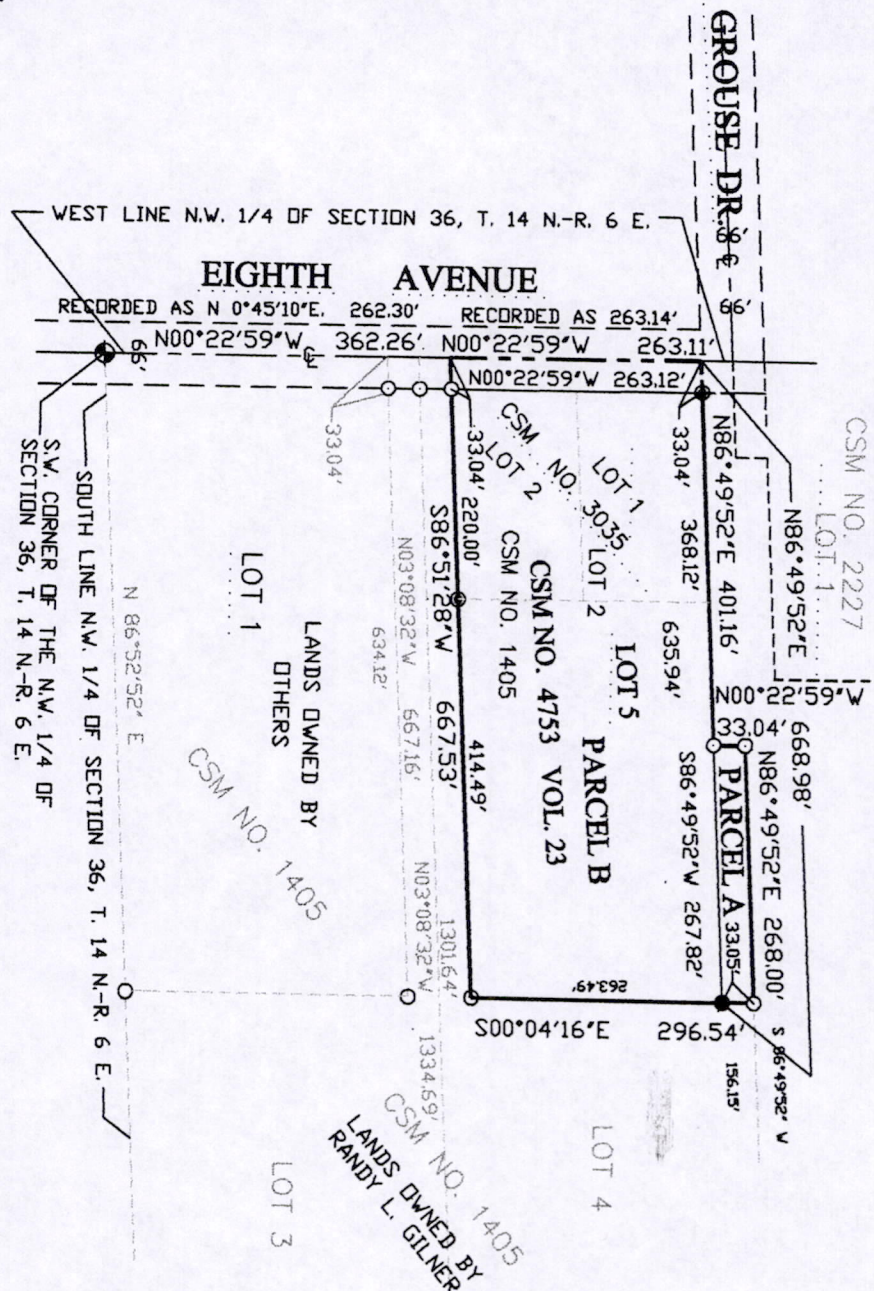 GROUSE DR.
66'
WEST LINE N.W. 1/4 OF SECTION 36, T. 14 N.-R. 6 E.
EIGHTH AVENUE
RECORDED AS N 0°45'10"E. 262.30'
RECORDED AS 263.14'
N00°22'59"W 362.26'
N00°22'59"W 263.11'
66'
N00°22'59"W 263.12'
CSM NO. 2227
LOT 1
N86°49'52"E
668.98'
N86°49'52"E 401.16'
33.04' 368.12'
N00°22'59"W
33.04'
N86°49'52"E 268.00'
PARCEL A
33.05'
S86°49'52"W 267.82'
S 86°49'52" W
156.15'
LOT 1
CSM NO. 3035
LOT 2
LOT 2
CSM NO. 1405
635.94'
LOT 5
PARCEL B
CSM NO. 4753 VOL. 23
33.04' 220.00'
414.49'
S86°51'28"W 667.53'
263.49'
S00°04'16"E 296.54'
33.04'
N03°08'32"W 667.16'
634.12'
N03°08'32"W 1334.69'
1301.64'
LOT 1
LANDS OWNED BY
OTHERS
CSM NO. 1405
N 86°52'52" E
SOUTH LINE N.W. 1/4 OF SECTION 36, T. 14 N.-R. 6 E.
S.W. CORNER OF THE N.W. 1/4 OF
SECTION 36, T. 14 N.-R. 6 E.
LOT 4
CSM NO. 1405
LANDS OWNED BY
RANDY L. GILNER
LOT 3